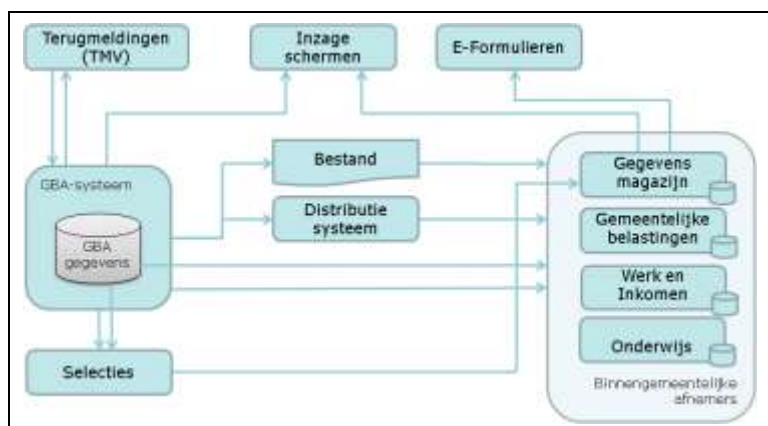 Terugmeldingen
(TMV)
Inzage
schermen
E-Formulieren
GBA-systeem
GBA
gegevens
Bestand
Distributie
systeem
Gegevens
magazijn
Gemeentelijke
belastingen
Werk en
Inkomen
Onderwijs
Selecties
Binnengemeentelijke
afnemers